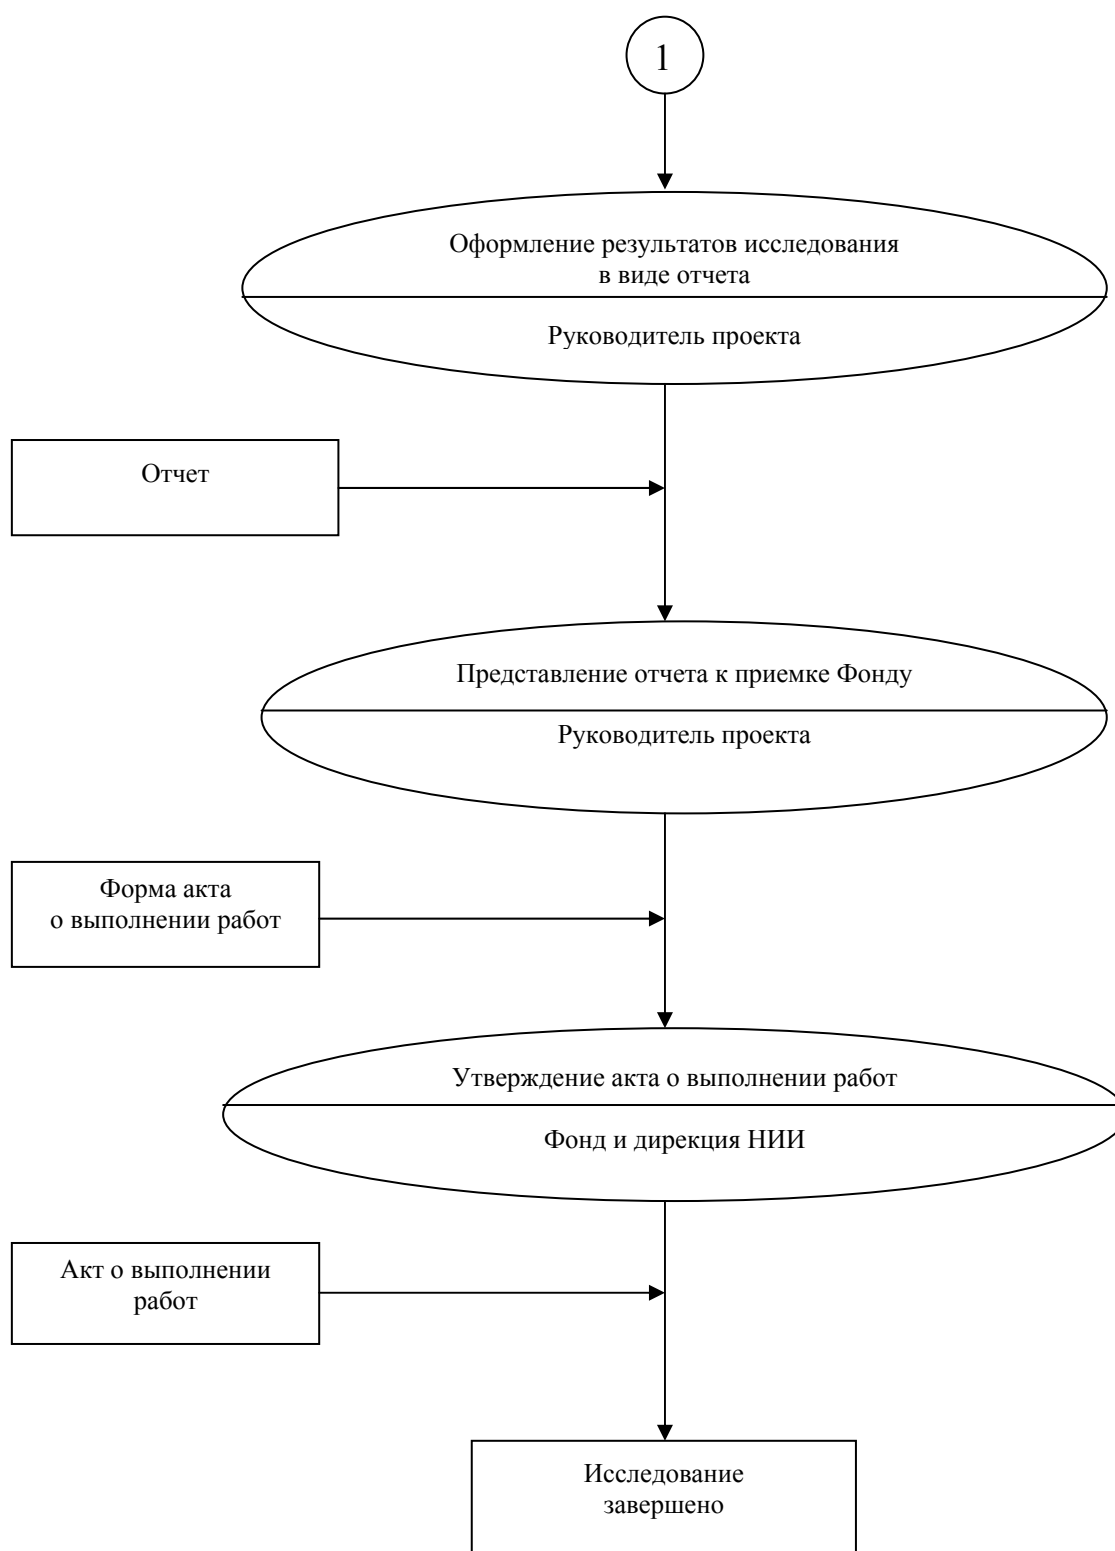 1
Оформление результатов исследования
в виде отчета
Руководитель проекта
Отчет
Представление отчета к приемке Фонду
Руководитель проекта
Форма акта
о выполнении работ
Утверждение акта о выполнении работ
Фонд и дирекция НИИ
Акт о выполнении
работ
Исследование
завершено